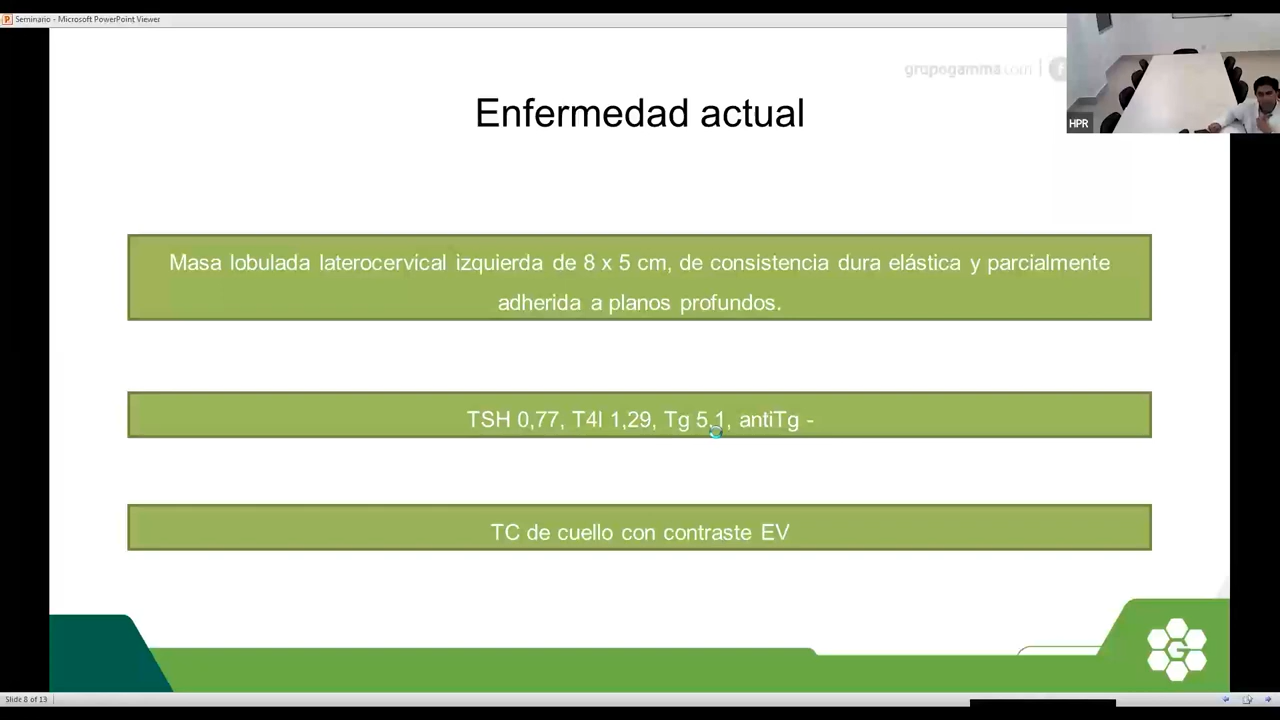 Seminario - Microsoft PowerPoint Viewer
grupogamma.com
HPR
Enfermedad actual
Masa lobulada laterocervical izquierda de 8 x 5 cm, de consistencia dura elástica y parcialmente
adherida a planos profundos.
TSH 0,77, T4l 1,29, Tg 5,1, antiTg -
TC de cuello con contraste EV
G
Slide 8 of 13